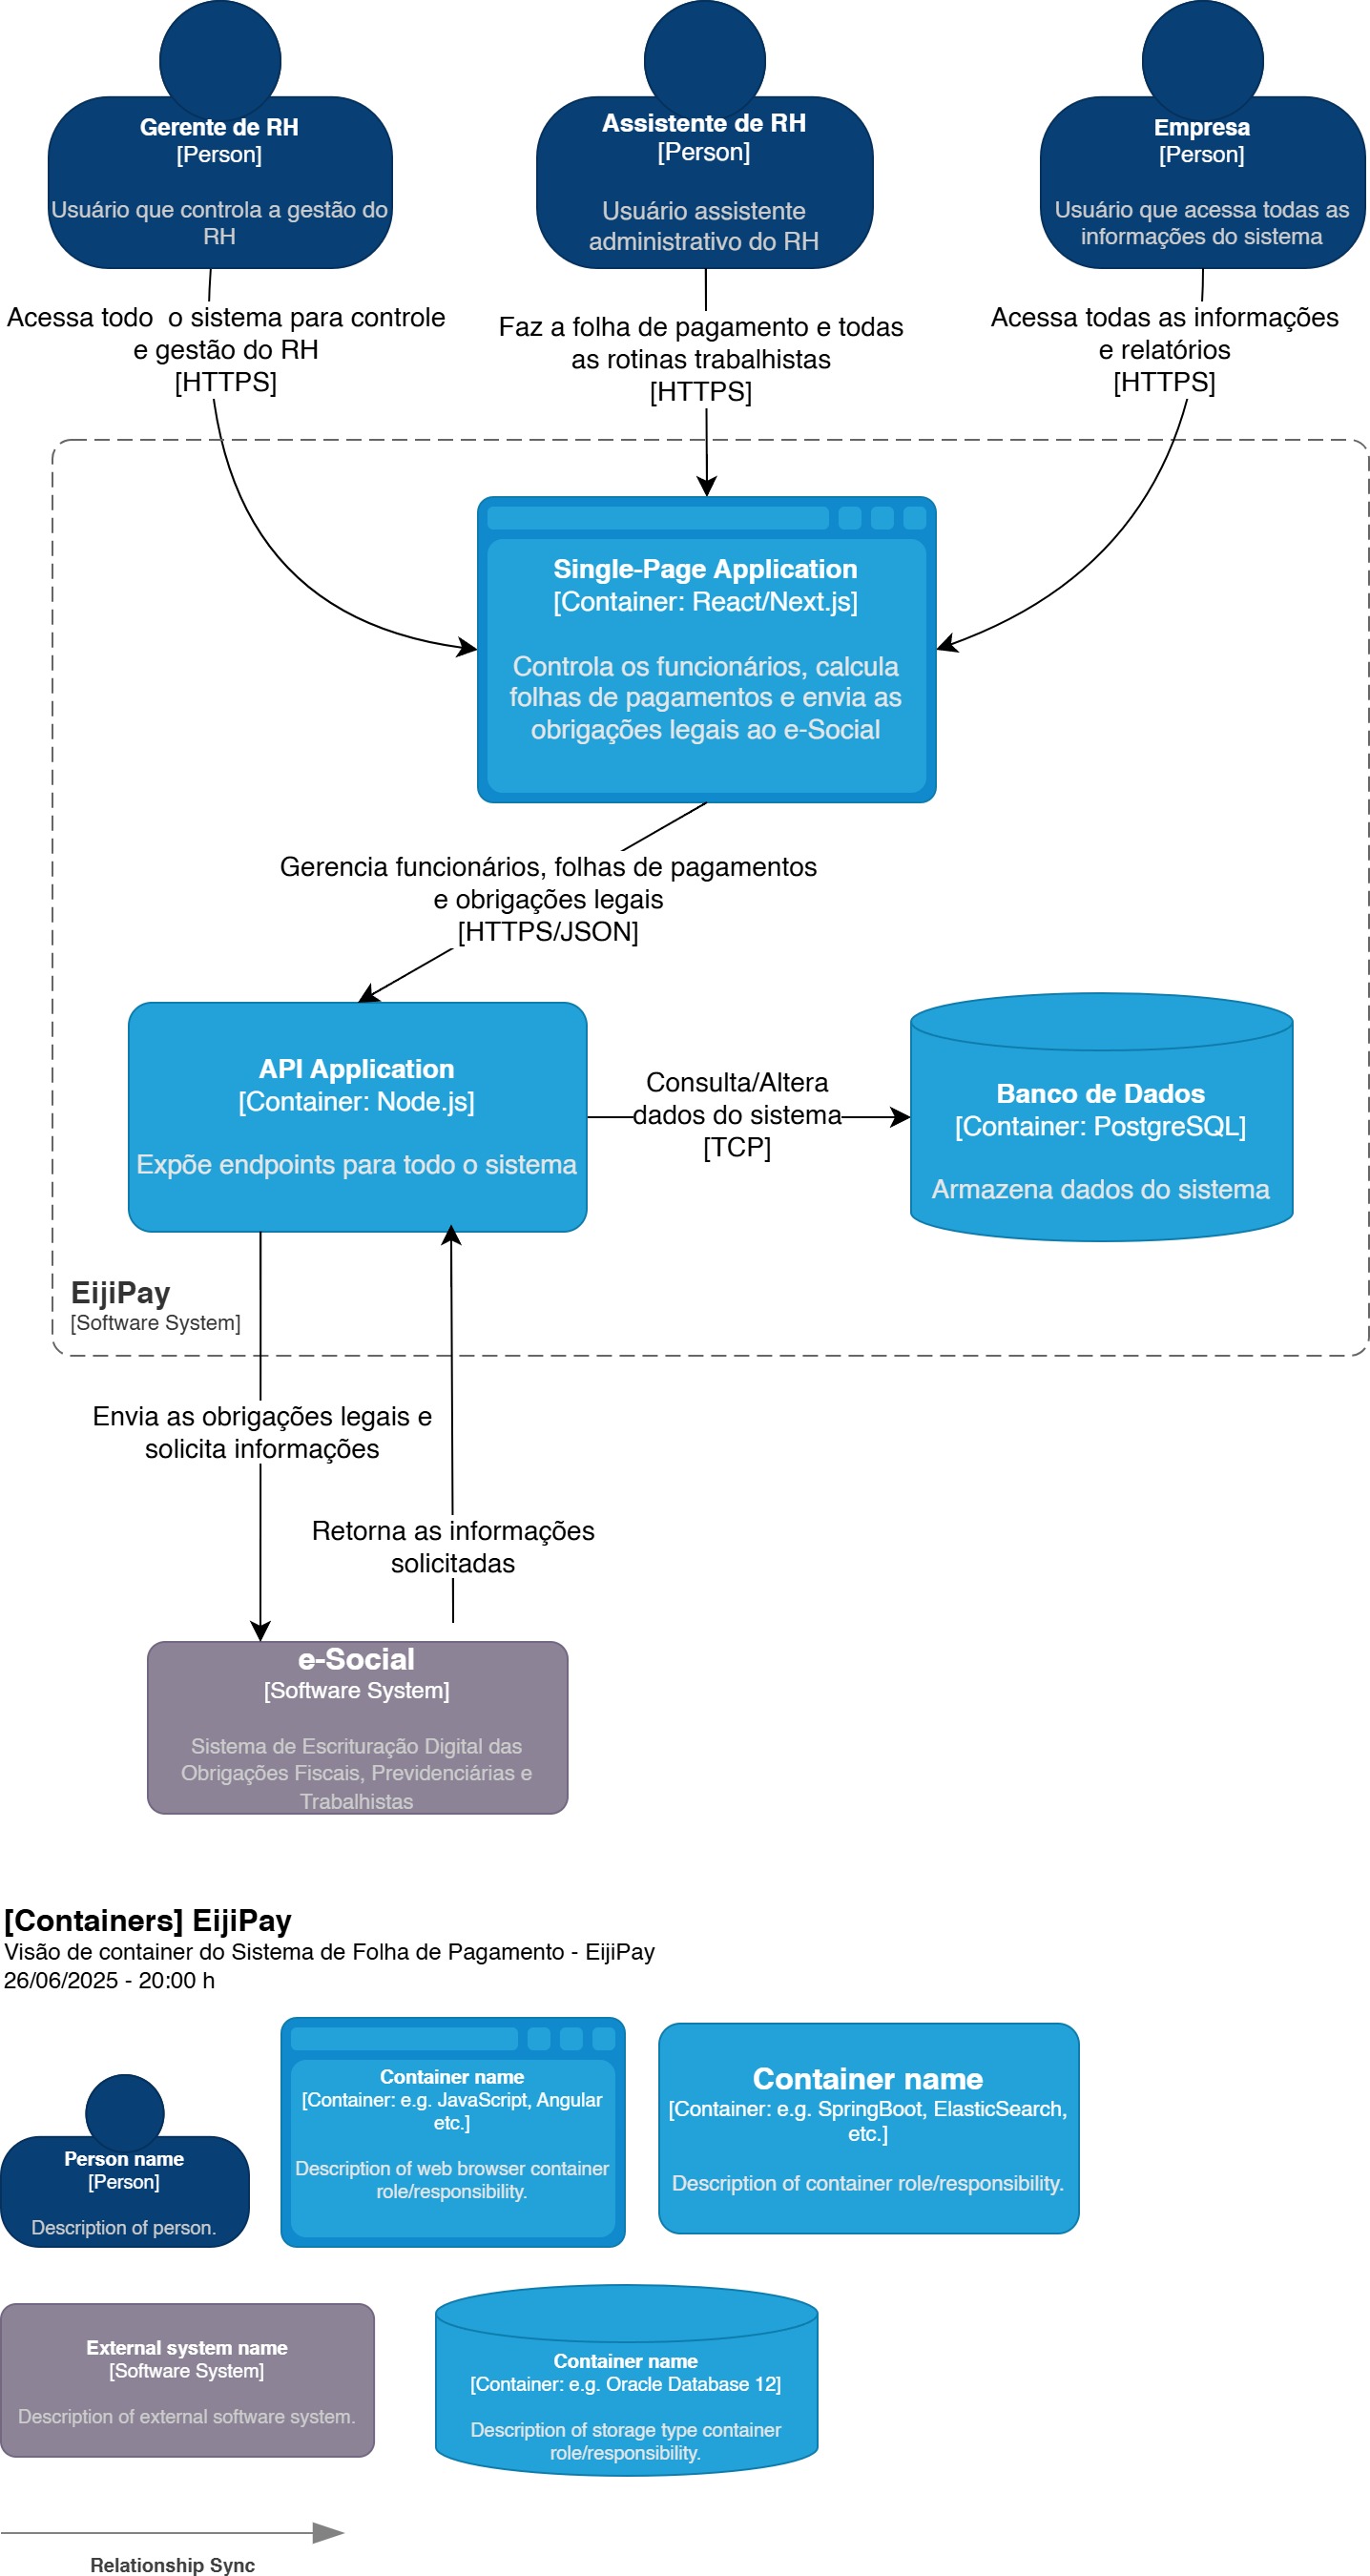 Gerente de RH
[Person]
Usuário que controla a gestão do
RH
Assistente de RH
[Person]
Usuário assistente
administrativo do RH
Empresa
[Person]
Usuário que acessa todas as
informações do sistema
Acessa todo  o sistema para controle
e gestão do RH
[HTTPS]
Faz a folha de pagamento e todas
as rotinas trabalhistas
[HTTPS]
Acessa todas as informações
e relatórios
[HTTPS]
Single-Page Application
[Container: React/Next.js]
Controla os funcionários, calcula
folhas de pagamentos e envia as
obrigações legais ao e-Social
Gerencia funcionários, folhas de pagamentos
e obrigações legais
[HTTPS/JSON]
API Application
[Container: Node.js]
Expõe endpoints para todo o sistema
Consulta/Altera
dados do sistema
[TCP]
Banco de Dados
[Container: PostgreSQL]
Armazena dados do sistema
EijiPay
[Software System]
Envia as obrigações legais e
solicita informações
Retorna as informações
solicitadas
e-Social
[Software System]
Sistema de Escrituração Digital das
Obrigações Fiscais, Previdenciárias e
Trabalhistas
[Containers] EijiPay
Visão de container do Sistema de Folha de Pagamento - EijiPay
26/06/2025 - 20:00 h
Person name
[Person]
Description of person.
Container name
[Container: e.g. JavaScript, Angular
etc.]
Description of web browser container
role/responsibility.
Container name
[Container: e.g. SpringBoot, ElasticSearch,
etc.]
Description of container role/responsibility.
External system name
[Software System]
Description of external software system.
Container name
[Container: e.g. Oracle Database 12]
Description of storage type container
role/responsibility.
Relationship Sync